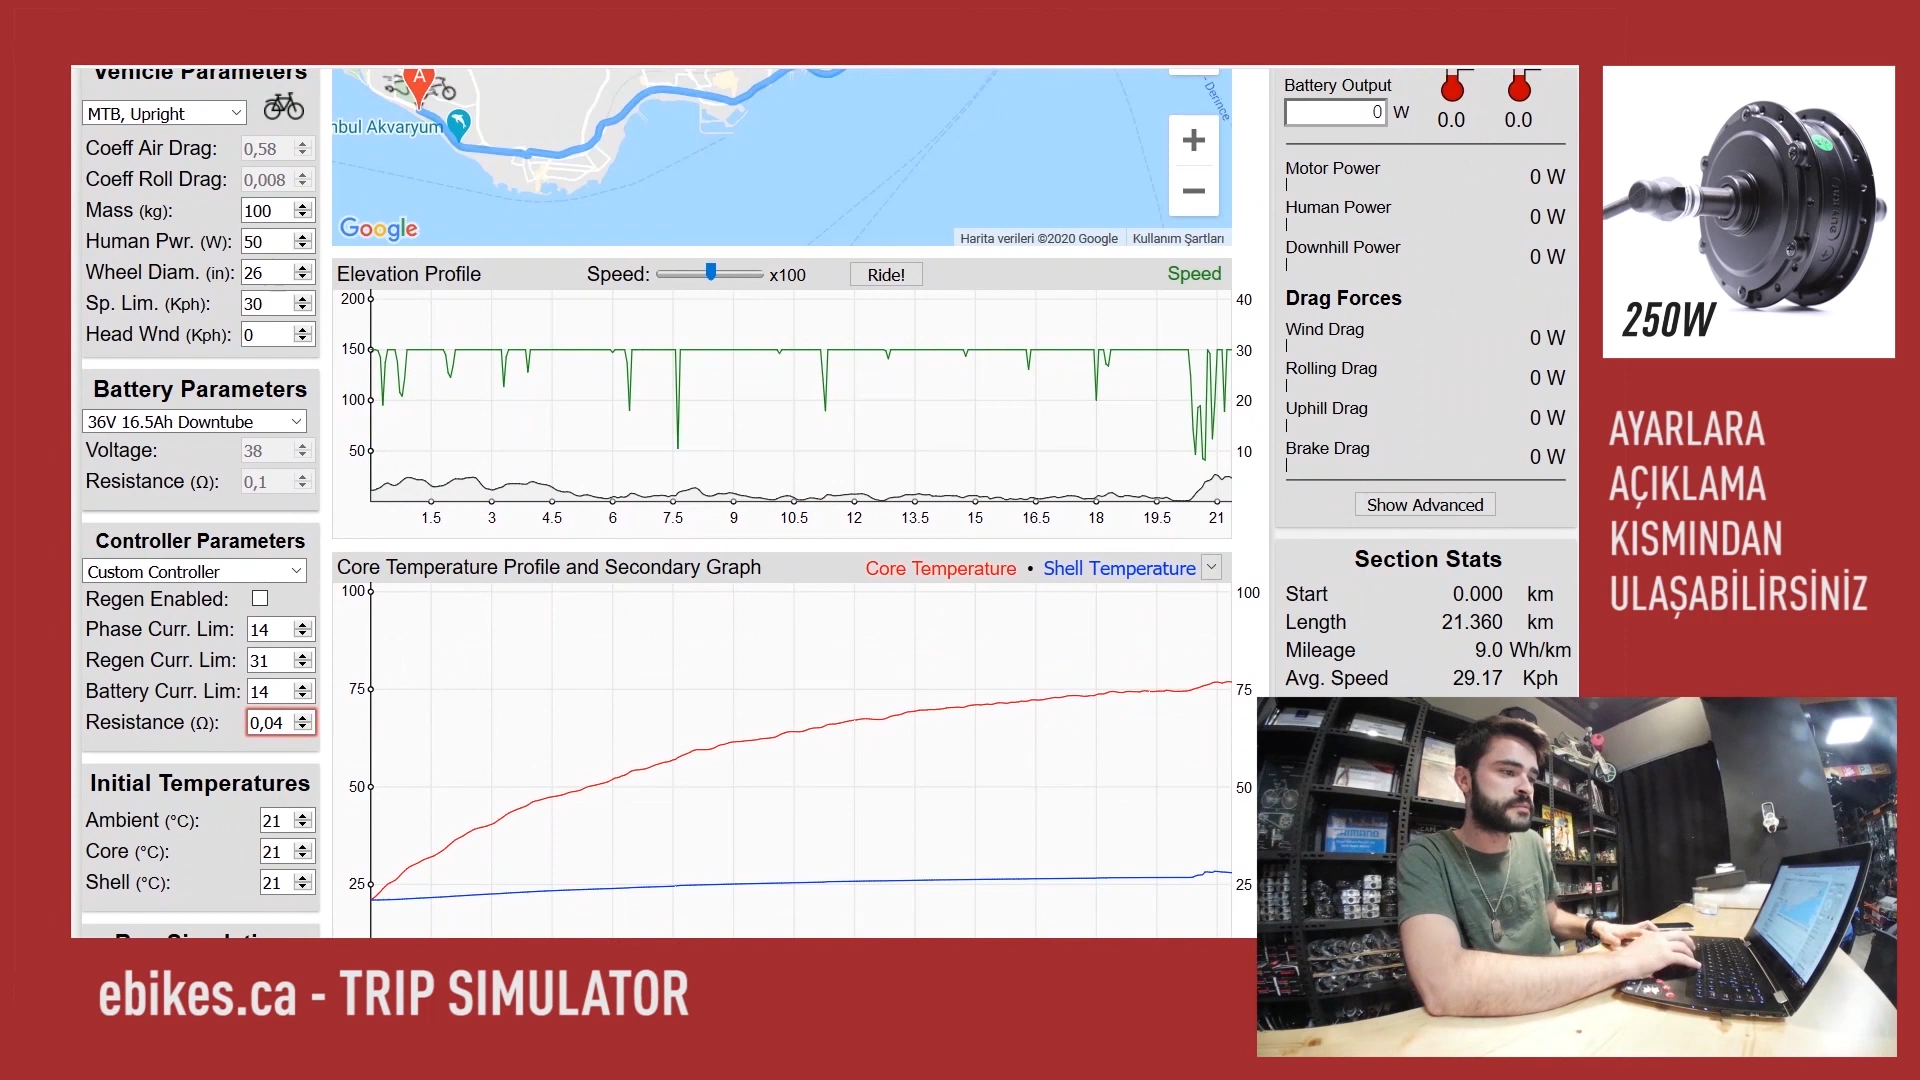 Vehicle Parameters
MTB, Upright
Coeff Air Drag: 0,58
Coeff Roll Drag: 0,008
Mass (kg): 100
Human Pwr. (W): 50
Wheel Diam. (in): 26
Sp. Lim. (Kph): 30
Head Wnd (Kph): 0
Battery Parameters
36V 16.5Ah Downtube
Voltage: 38
Resistance (Ω): 0,1
Controller Parameters
Custom Controller
Regen Enabled:
Phase Curr. Lim: 14
Regen Curr. Lim: 31
Battery Curr. Lim: 14
Resistance (Ω): 0,04
Initial Temperatures
Ambient (°C): 21
Core (°C): 21
Shell (°C): 21
A
nbul Akvaryum
Derince
+
−
Google
Harita verileri ©2020 Google
Kullanım Şartları
Elevation Profile Speed: x100 Ride! Speed
200 40
150 30
100 20
50 10
1.5 3 4.5 6 7.5 9 10.5 12 13.5 15 16.5 18 19.5 21
Core Temperature Profile and Secondary Graph Core Temperature • Shell Temperature
100 100
75 75
50 50
25 25
Battery Output
0 W 0.0 0.0
Motor Power 0 W
Human Power 0 W
Downhill Power 0 W
Drag Forces
Wind Drag 0 W
Rolling Drag 0 W
Uphill Drag 0 W
Brake Drag 0 W
Show Advanced
Section Stats
Start 0.000 km
Length 21.360 km
Mileage 9.0 Wh/km
Avg. Speed 29.17 Kph
250W
AYARLARA
AÇIKLAMA
KISMINDAN
ULAŞABİLİRSİNİZ
SHIMANO
ebikes.ca - TRIP SIMULATOR